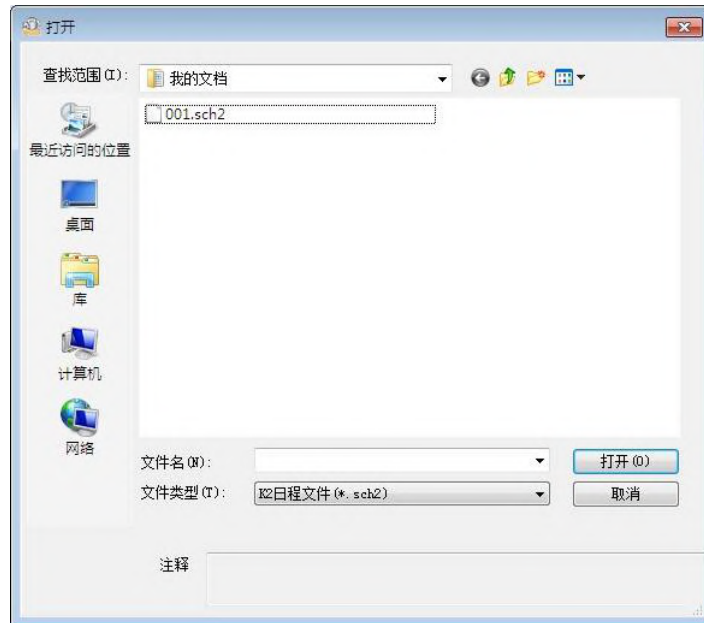 打开
查找范围(I):
我的文档
001.sch2
最近访问的位置
桌面
库
计算机
网络
文件名(N):
打开(O)
文件类型(T):
K2日程文件(*.sch2)
取消
注释